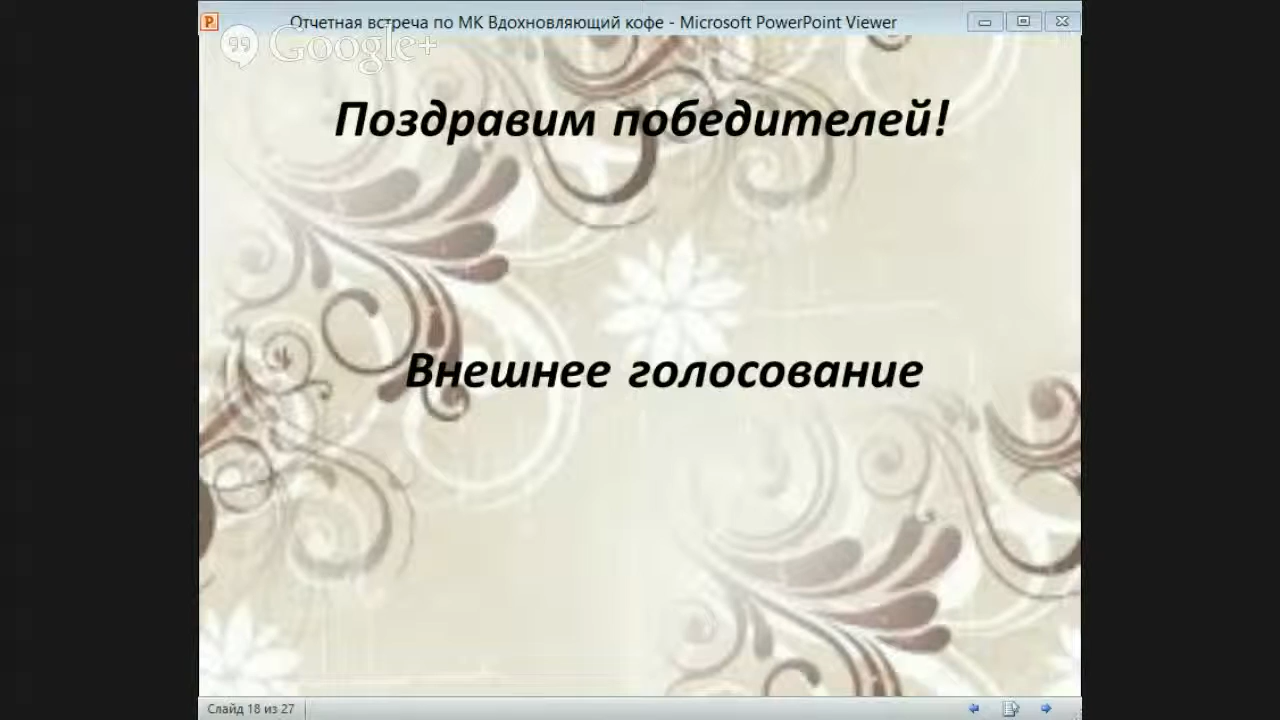 Отчетная встреча по МК Вдохновляющий кофе - Microsoft PowerPoint Viewer
Google+
Поздравим победителей!
Внешнее голосование
Слайд 18 из 27